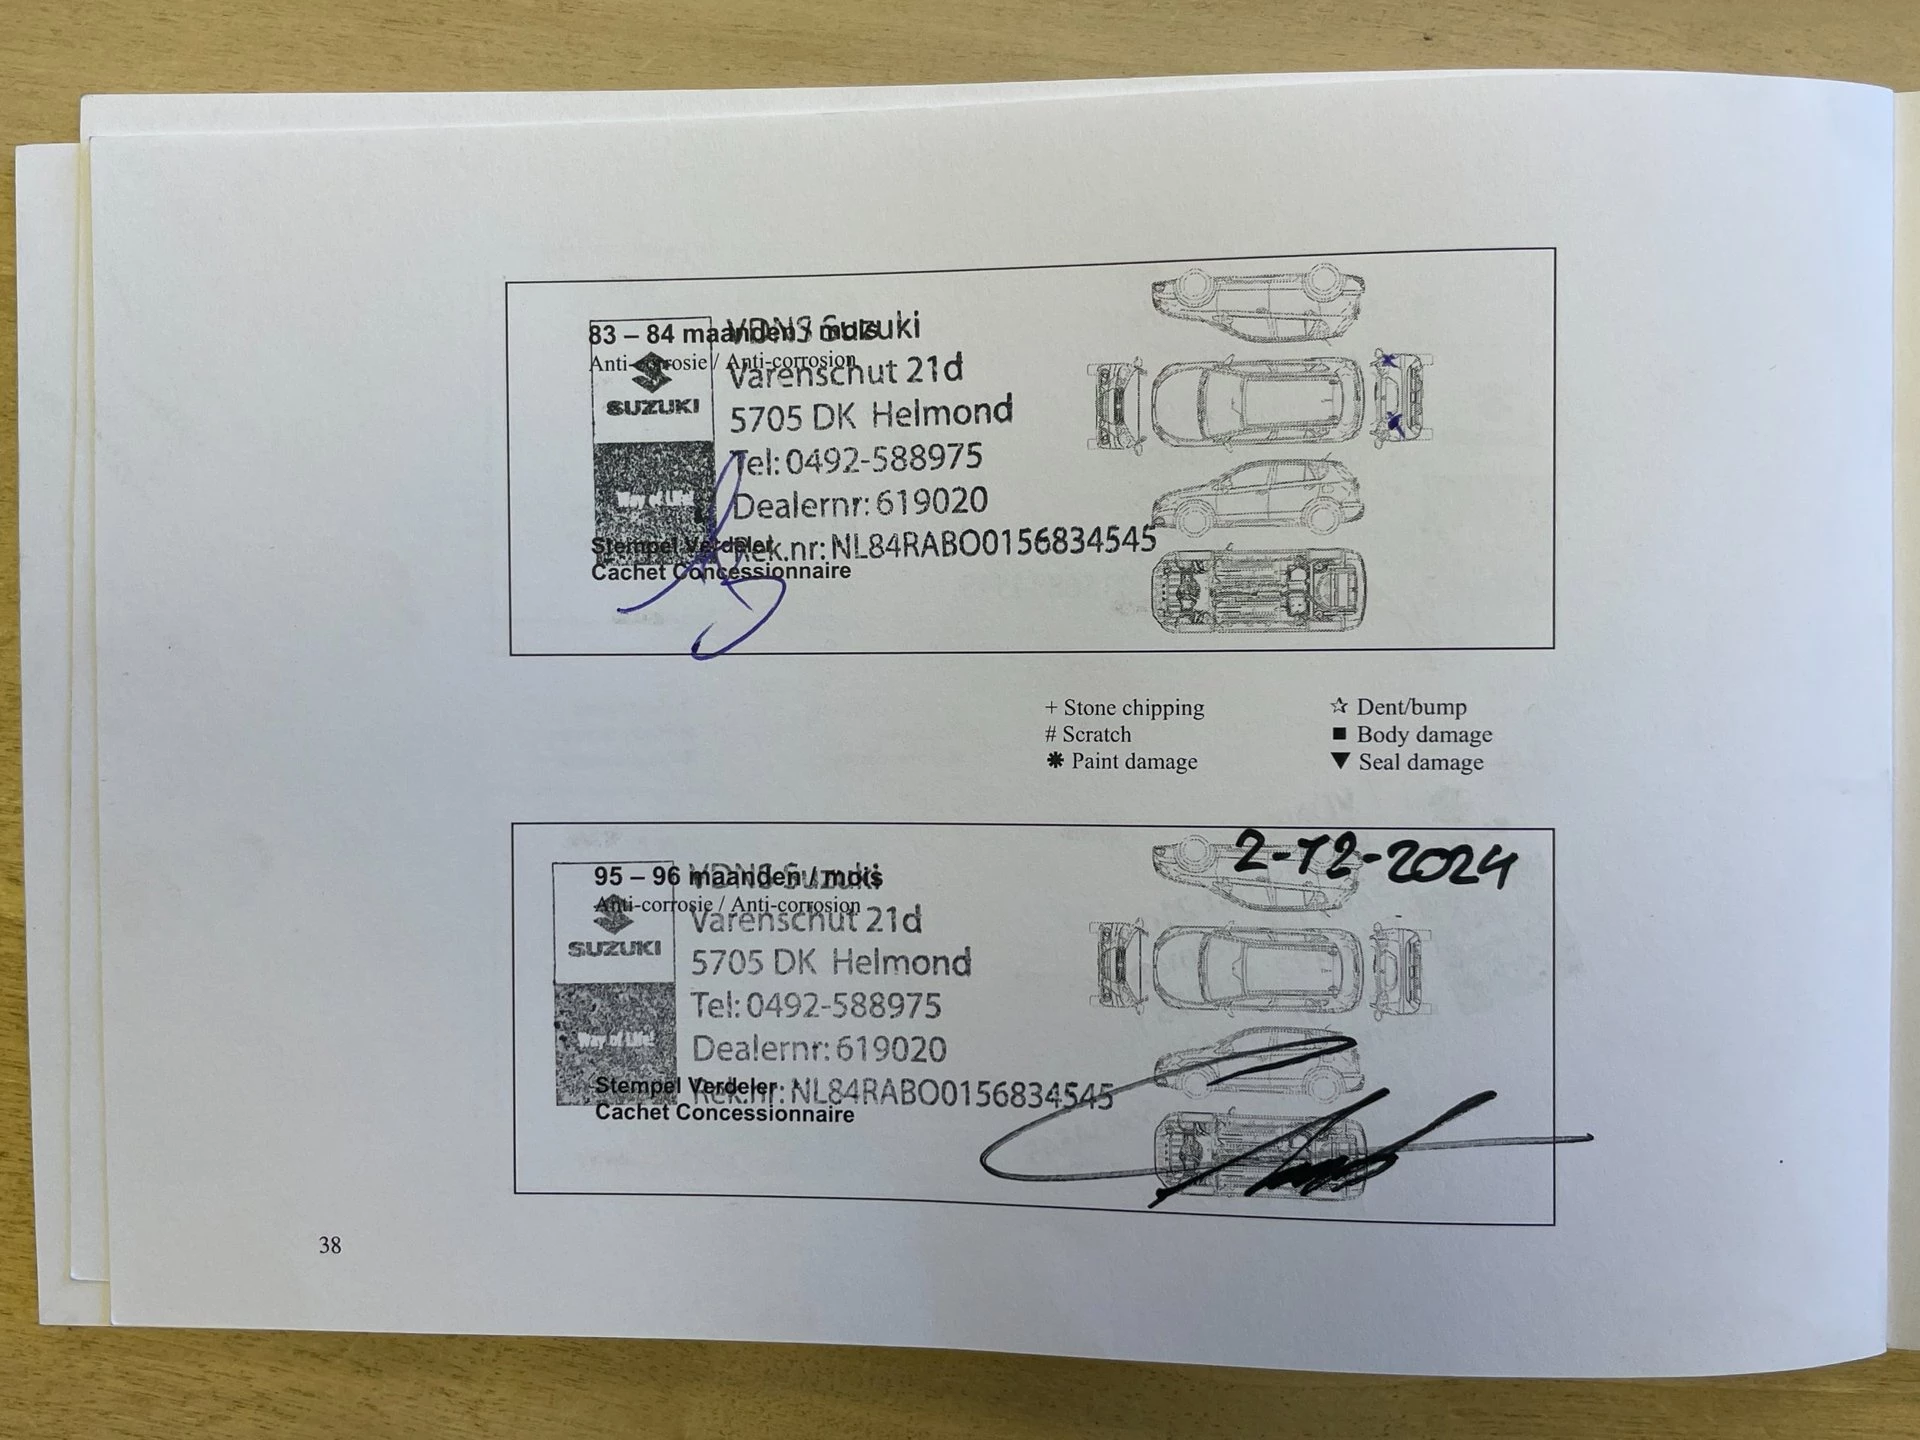 83 – 84 maanden / mois
VDNS Suzuki
Anti-corrosie / Anti-corrosion
Varenschut 21d
SUZUKI
5705 DK Helmond
Tel: 0492-588975
Way of Life!
Dealernr: 619020
Stempel Verdeler
Rek.nr: NL84RABO0156834545
Cachet Concessionnaire
+ Stone chipping
# Scratch
✱ Paint damage
☆ Dent/bump
■ Body damage
▼ Seal damage
2-12-2024
95 – 96 maanden / mois
VDNS Suzuki
Anti-corrosie / Anti-corrosion
Varenschut 21d
SUZUKI
5705 DK Helmond
Tel: 0492-588975
Way of Life!
Dealernr: 619020
Stempel Verdeler
Rek.nr: NL84RABO0156834545
Cachet Concessionnaire
38